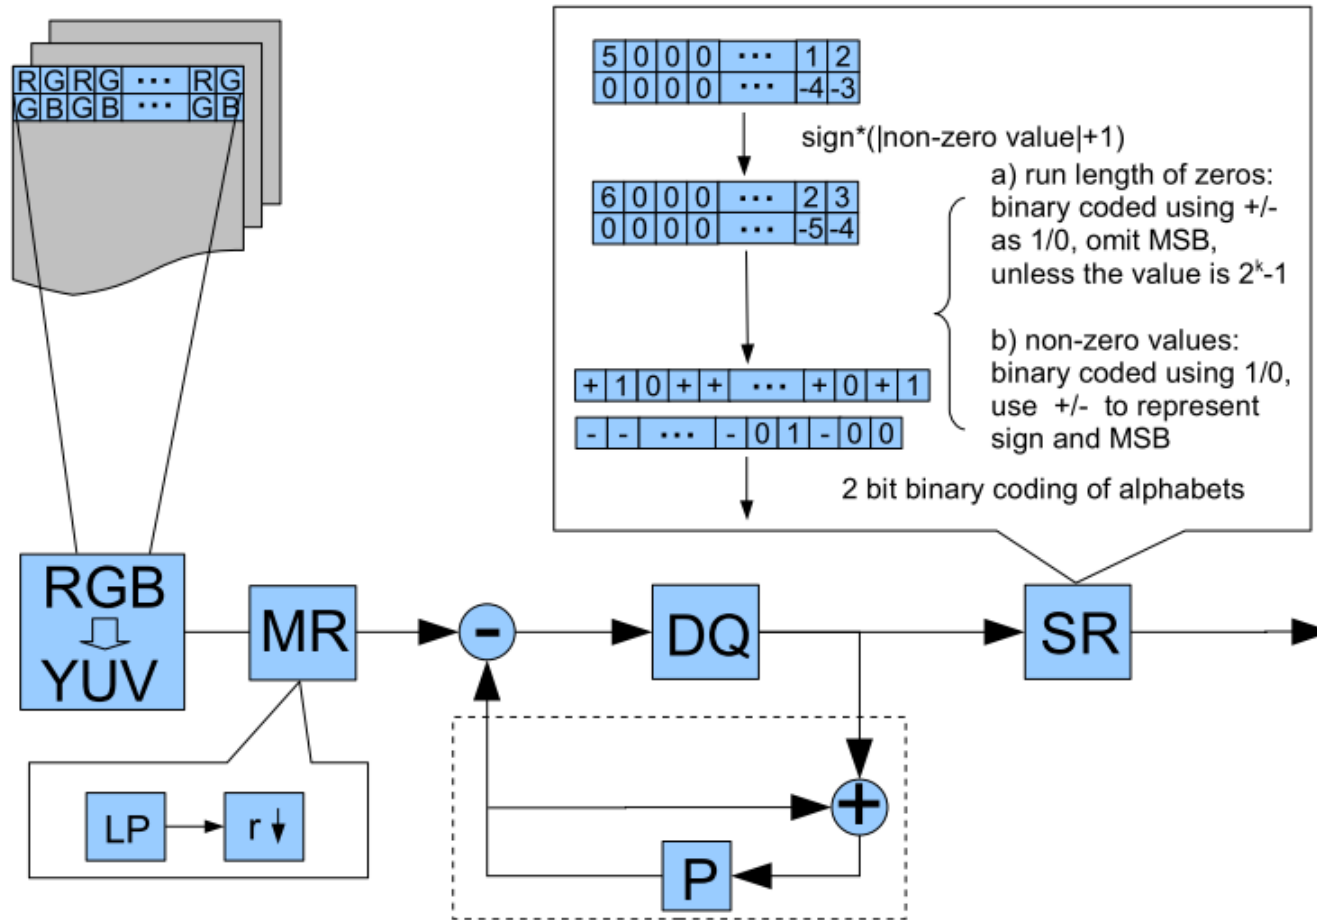 R G R G ··· R G
G B G B ··· G B
5 0 0 0 ··· 1 2
0 0 0 0 ··· -4 -3
sign*(|non-zero value|+1)
6 0 0 0 ··· 2 3
0 0 0 0 ··· -5 -4
+ 1 0 + + ··· + 0 + 1
- - ··· - 0 1 - 0 0
a) run length of zeros:
binary coded using +/-
as 1/0, omit MSB,
unless the value is 2^k-1
b) non-zero values:
binary coded using 1/0,
use +/- to represent
sign and MSB
2 bit binary coding of alphabets
RGB
YUV
MR
-
DQ
SR
LP
r
+
P